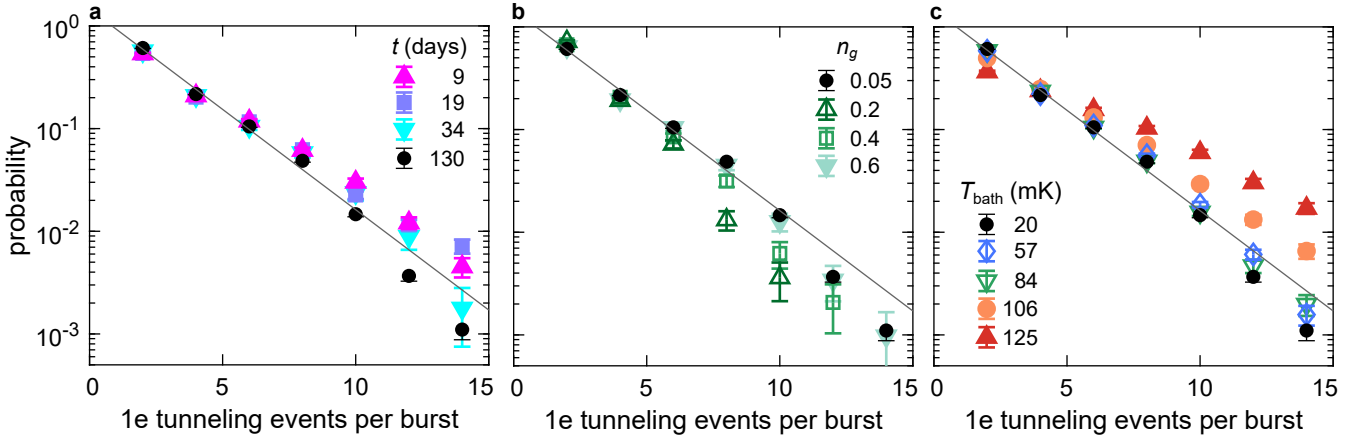 a
t (days)
9
19
34
130
10⁰
10⁻¹
10⁻²
10⁻³
probability
0 5 10 15
1e tunneling events per burst
b
n_g
0.05
0.2
0.4
0.6
0 5 10 15
1e tunneling events per burst
c
T_bath (mK)
20
57
84
106
125
0 5 10 15
1e tunneling events per burst